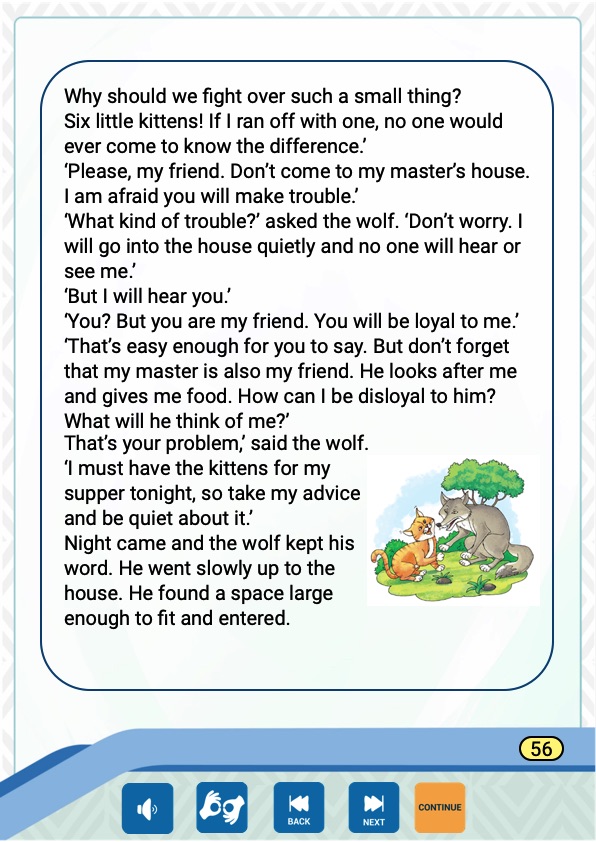 Why should we fight over such a small thing?
Six little kittens! If I ran off with one, no one would
ever come to know the difference.’
‘Please, my friend. Don’t come to my master’s house.
I am afraid you will make trouble.’
‘What kind of trouble?’ asked the wolf. ‘Don’t worry. I
will go into the house quietly and no one will hear or
see me.’
‘But I will hear you.’
‘You? But you are my friend. You will be loyal to me.’
‘That’s easy enough for you to say. But don’t forget
that my master is also my friend. He looks after me
and gives me food. How can I be disloyal to him?
What will he think of me?’
That’s your problem,’ said the wolf.
‘I must have the kittens for my
supper tonight, so take my advice
and be quiet about it.’
Night came and the wolf kept his
word. He went slowly up to the
house. He found a space large
enough to fit and entered.
56
BACK
NEXT
CONTINUE